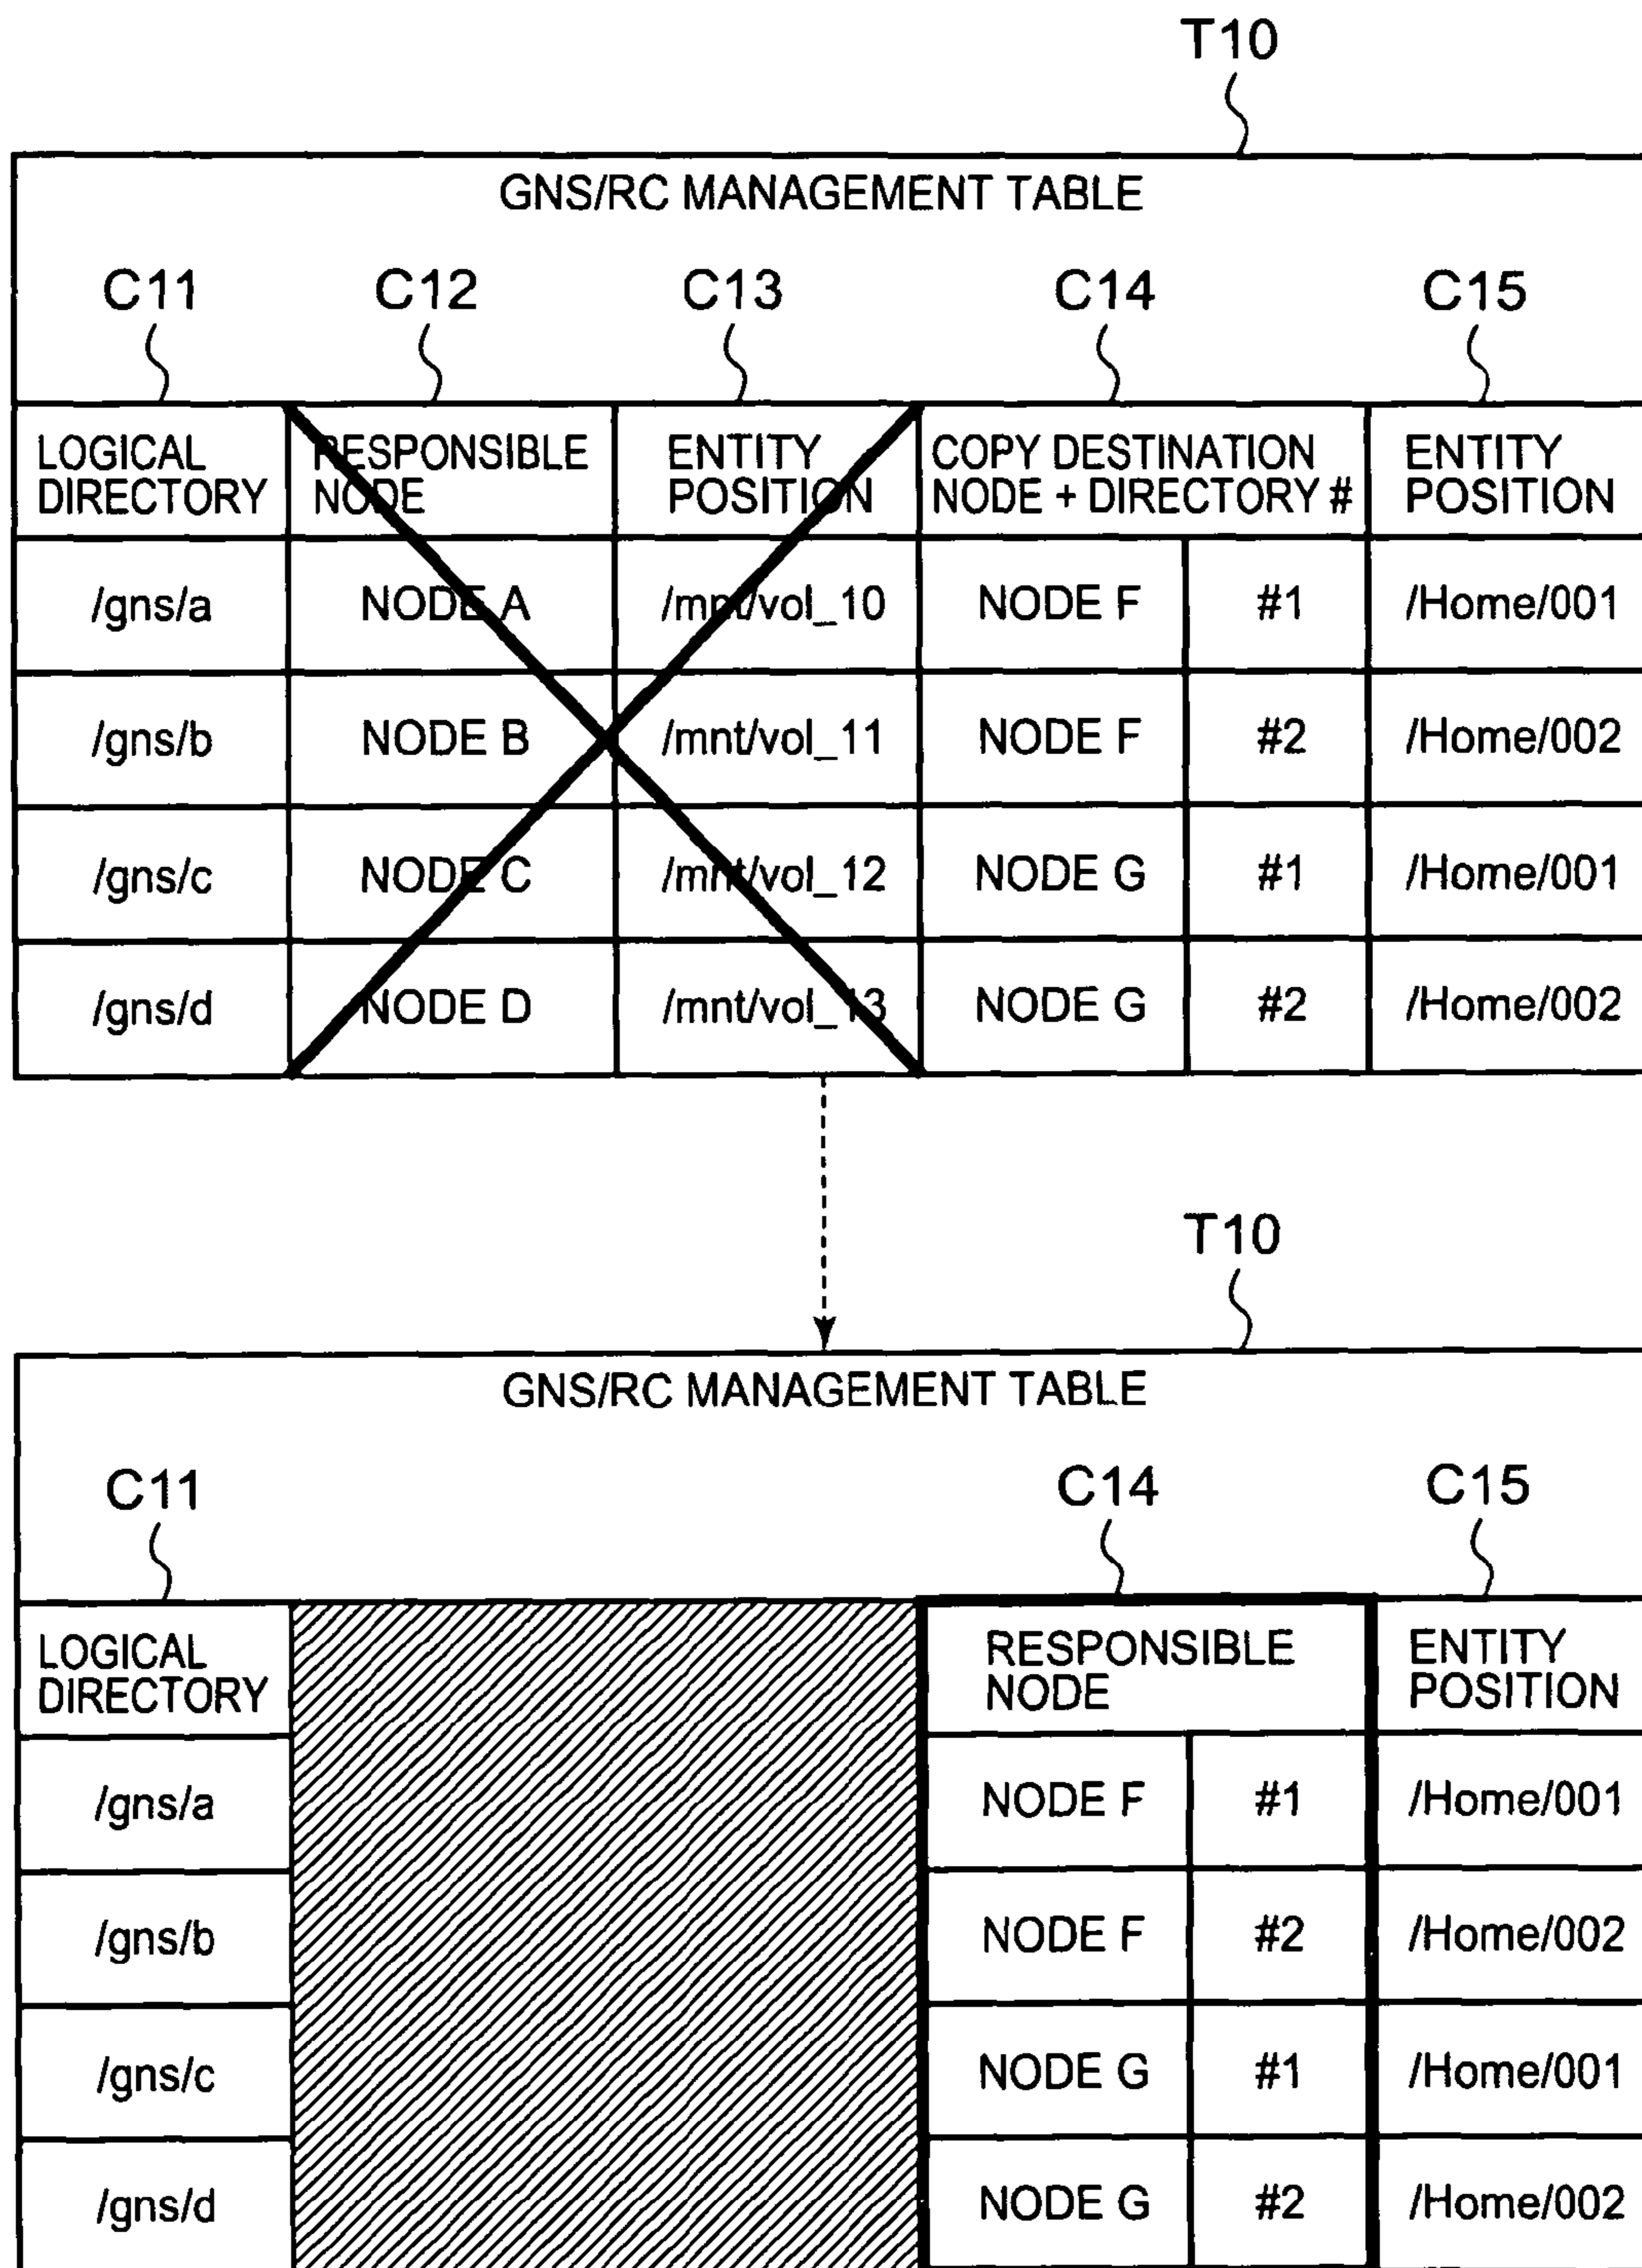 T10
GNS/RC MANAGEMENT TABLE
C11 C12 C13 C14 C15
LOGICAL DIRECTORY RESPONSIBLE NODE ENTITY POSITION COPY DESTINATION NODE + DIRECTORY # ENTITY POSITION
/gns/a NODE A /mnt/vol_10 NODE F #1 /Home/001
/gns/b NODE B /mnt/vol_11 NODE F #2 /Home/002
/gns/c NODE C /mnt/vol_12 NODE G #1 /Home/001
/gns/d NODE D /mnt/vol_13 NODE G #2 /Home/002
T10
GNS/RC MANAGEMENT TABLE
C11 C14 C15
LOGICAL DIRECTORY RESPONSIBLE NODE ENTITY POSITION
/gns/a NODE F #1 /Home/001
/gns/b NODE F #2 /Home/002
/gns/c NODE G #1 /Home/001
/gns/d NODE G #2 /Home/002